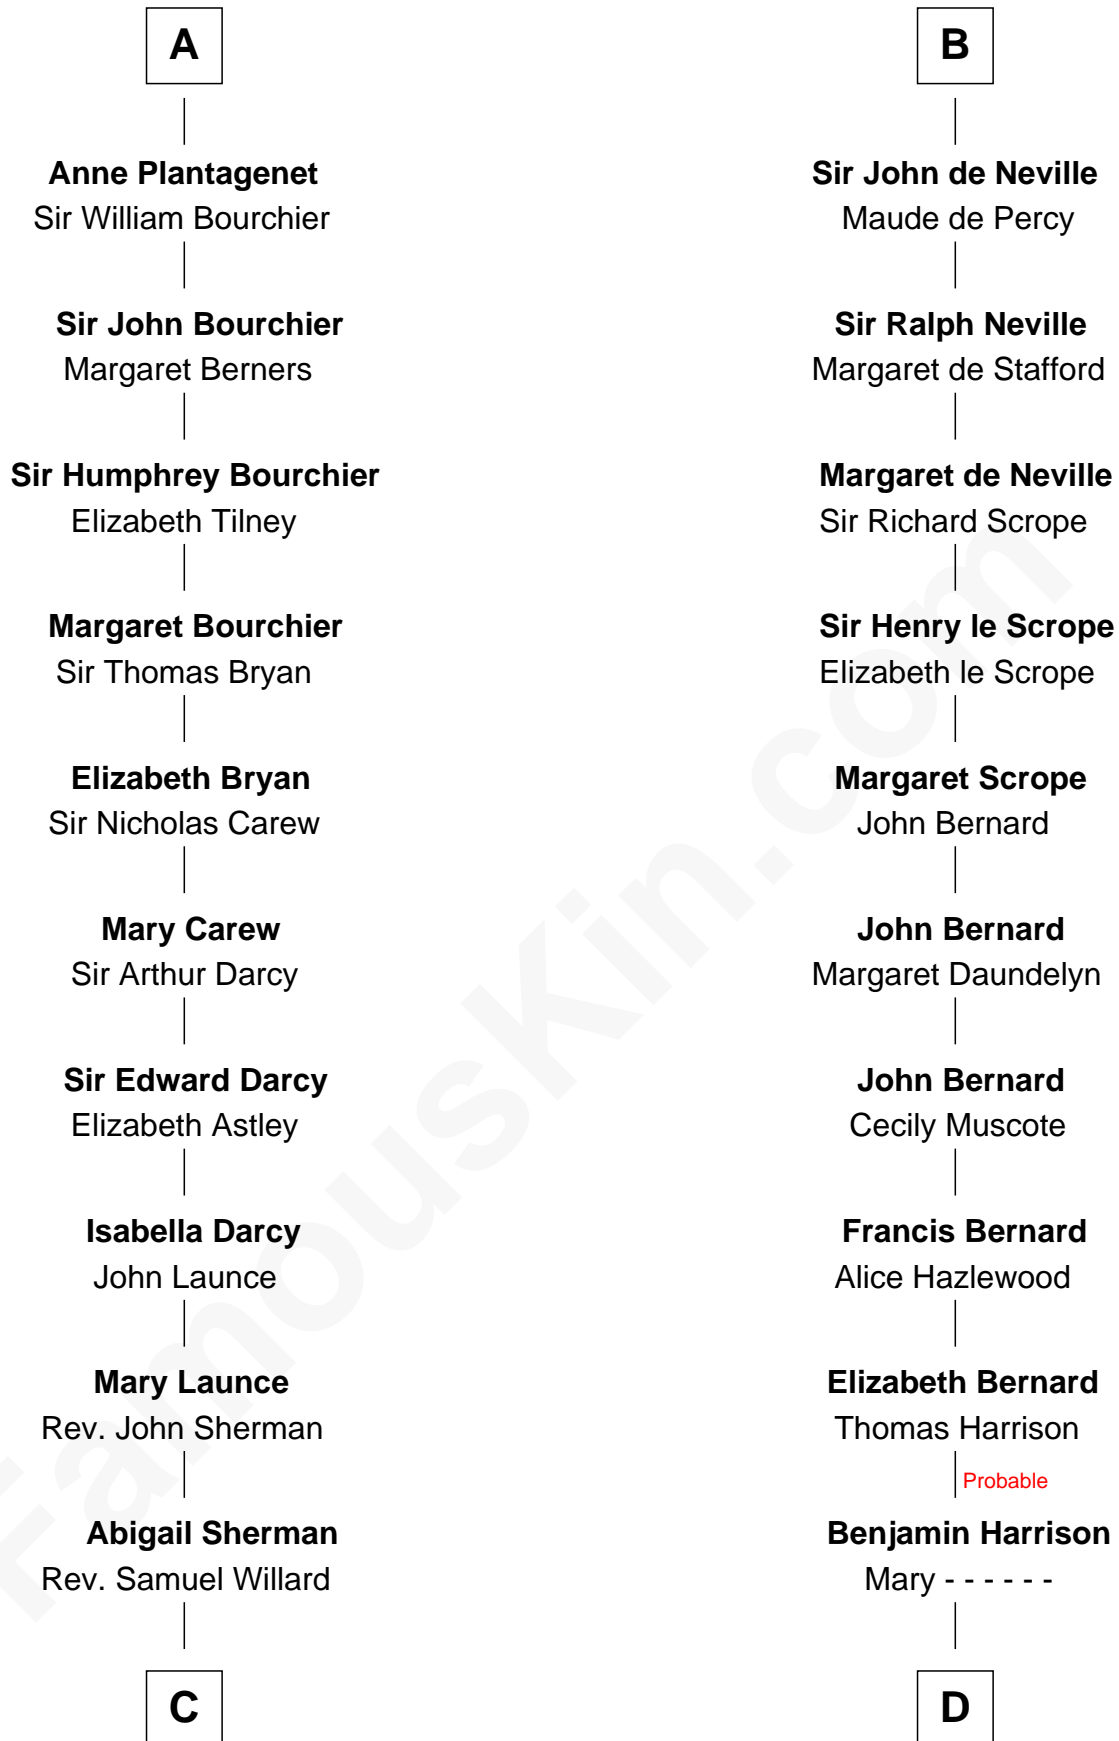 A
Anne Plantagenet
Sir William Bourchier
Sir John Bourchier
Margaret Berners
Sir Humphrey Bourchier
Elizabeth Tilney
Margaret Bourchier
Sir Thomas Bryan
Elizabeth Bryan
Sir Nicholas Carew
Mary Carew
Sir Arthur Darcy
Sir Edward Darcy
Elizabeth Astley
Isabella Darcy
John Launce
Mary Launce
Rev. John Sherman
Abigail Sherman
Rev. Samuel Willard
C
B
Sir John de Neville
Maude de Percy
Sir Ralph Neville
Margaret de Stafford
Margaret de Neville
Sir Richard Scrope
Sir Henry le Scrope
Elizabeth le Scrope
Margaret Scrope
John Bernard
John Bernard
Margaret Daundelyn
John Bernard
Cecily Muscote
Francis Bernard
Alice Hazlewood
Elizabeth Bernard
Thomas Harrison
Probable
Benjamin Harrison
Mary - - - - - -
D
FamousKin.com